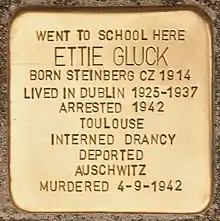 WENT TO SCHOOL HERE
ETTIE GLUCK
BORN STEINBERG CZ 1914
LIVED IN DUBLIN 1925-1937
ARRESTED 1942
TOULOUSE
INTERNED DRANCY
DEPORTED
AUSCHWITZ
MURDERED 4-9-1942